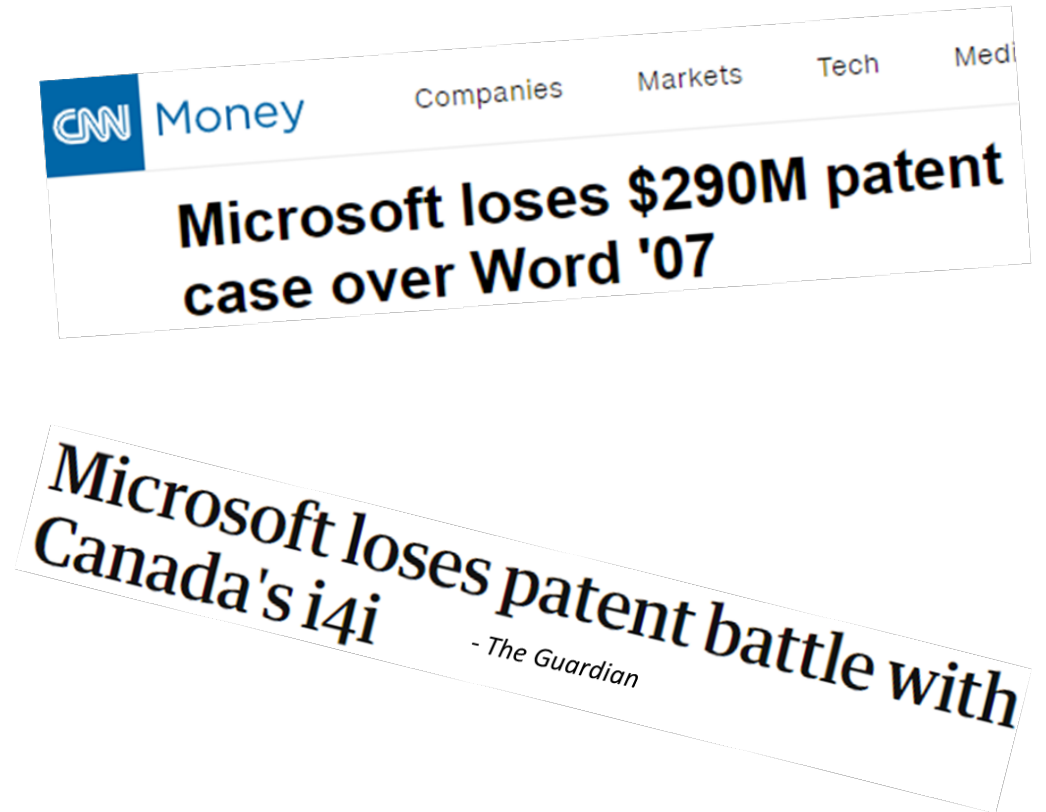 CNN Money Companies Markets Tech Medi
Microsoft loses $290M patent
case over Word '07
Microsoft loses patent battle with
Canada's i4i
- The Guardian